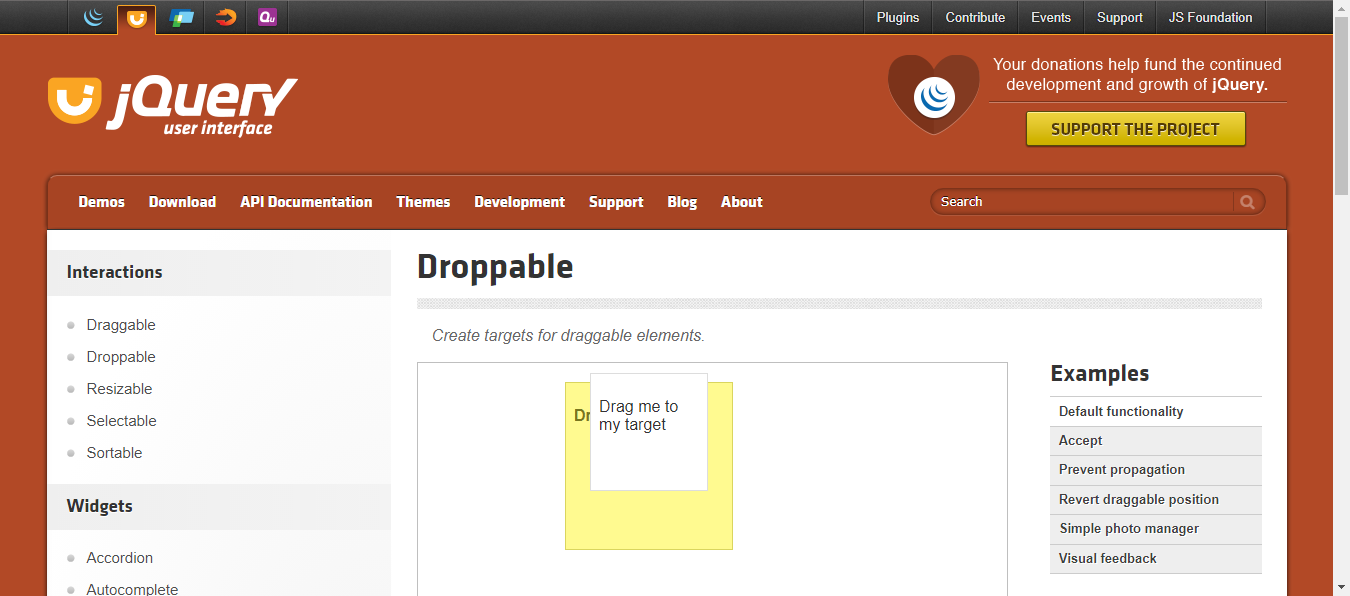 Qu
Plugins
Contribute
Events
Support
JS Foundation
jQuery
user interface
Your donations help fund the continued
development and growth of jQuery.
SUPPORT THE PROJECT
Demos
Download
API Documentation
Themes
Development
Support
Blog
About
Search
Interactions
Draggable
Droppable
Resizable
Selectable
Sortable
Widgets
Accordion
Autocomplete
Droppable
Create targets for draggable elements.
Dr
Drag me to
my target
Examples
Default functionality
Accept
Prevent propagation
Revert draggable position
Simple photo manager
Visual feedback